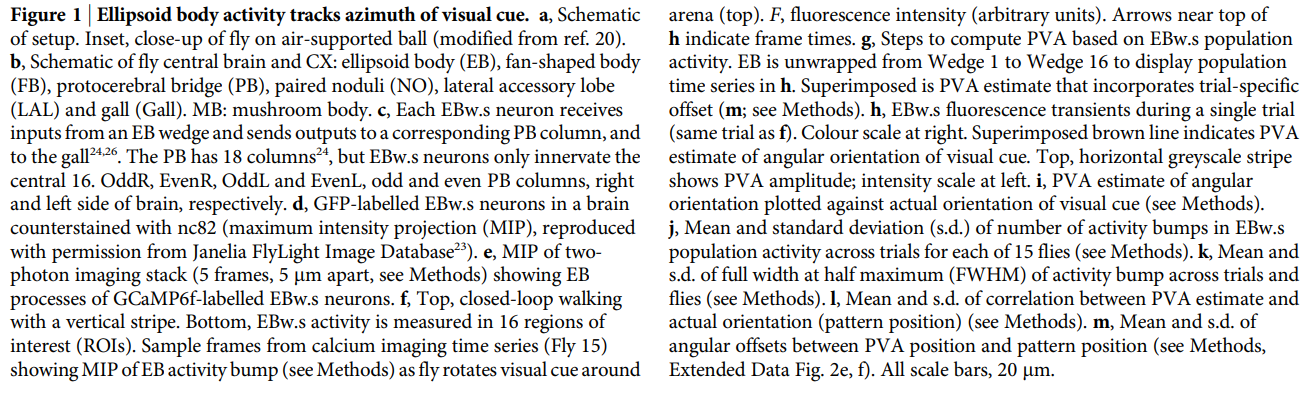 Figure 1 | Ellipsoid body activity tracks azimuth of visual cue. a, Schematic
of setup. Inset, close-up of fly on air-supported ball (modified from ref. 20).
b, Schematic of fly central brain and CX: ellipsoid body (EB), fan-shaped body
(FB), protocerebral bridge (PB), paired noduli (NO), lateral accessory lobe
(LAL) and gall (Gall). MB: mushroom body. c, Each EBw.s neuron receives
inputs from an EB wedge and sends outputs to a corresponding PB column, and
to the gall24,26. The PB has 18 columns24, but EBw.s neurons only innervate the
central 16. OddR, EvenR, OddL and EvenL, odd and even PB columns, right
and left side of brain, respectively. d, GFP-labelled EBw.s neurons in a brain
counterstained with nc82 (maximum intensity projection (MIP), reproduced
with permission from Janelia FlyLight Image Database23). e, MIP of two-
photon imaging stack (5 frames, 5 μm apart, see Methods) showing EB
processes of GCaMP6f-labelled EBw.s neurons. f, Top, closed-loop walking
with a vertical stripe. Bottom, EBw.s activity is measured in 16 regions of
interest (ROIs). Sample frames from calcium imaging time series (Fly 15)
showing MIP of EB activity bump (see Methods) as fly rotates visual cue around
arena (top). F, fluorescence intensity (arbitrary units). Arrows near top of
h indicate frame times. g, Steps to compute PVA based on EBw.s population
activity. EB is unwrapped from Wedge 1 to Wedge 16 to display population
time series in h. Superimposed is PVA estimate that incorporates trial-specific
offset (m; see Methods). h, EBw.s fluorescence transients during a single trial
(same trial as f). Colour scale at right. Superimposed brown line indicates PVA
estimate of angular orientation of visual cue. Top, horizontal greyscale stripe
shows PVA amplitude; intensity scale at left. i, PVA estimate of angular
orientation plotted against actual orientation of visual cue (see Methods).
j, Mean and standard deviation (s.d.) of number of activity bumps in EBw.s
population activity across trials for each of 15 flies (see Methods). k, Mean and
s.d. of full width at half maximum (FWHM) of activity bump across trials and
flies (see Methods). l, Mean and s.d. of correlation between PVA estimate and
actual orientation (pattern position) (see Methods). m, Mean and s.d. of
angular offsets between PVA position and pattern position (see Methods,
Extended Data Fig. 2e, f). All scale bars, 20 μm.